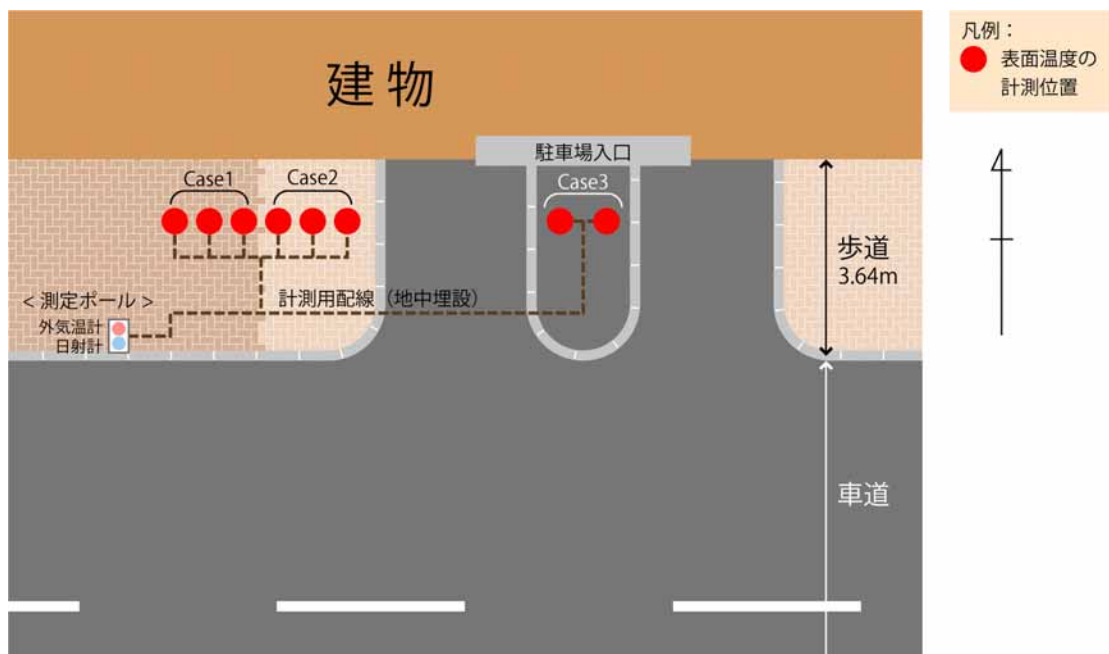 建物
駐車場入口
Case1
Case2
Case3
歩道
3.64m
計測用配線（地中埋設）
< 測定ポール >
外気温計
日射計
車道
凡例：
表面温度の
計測位置